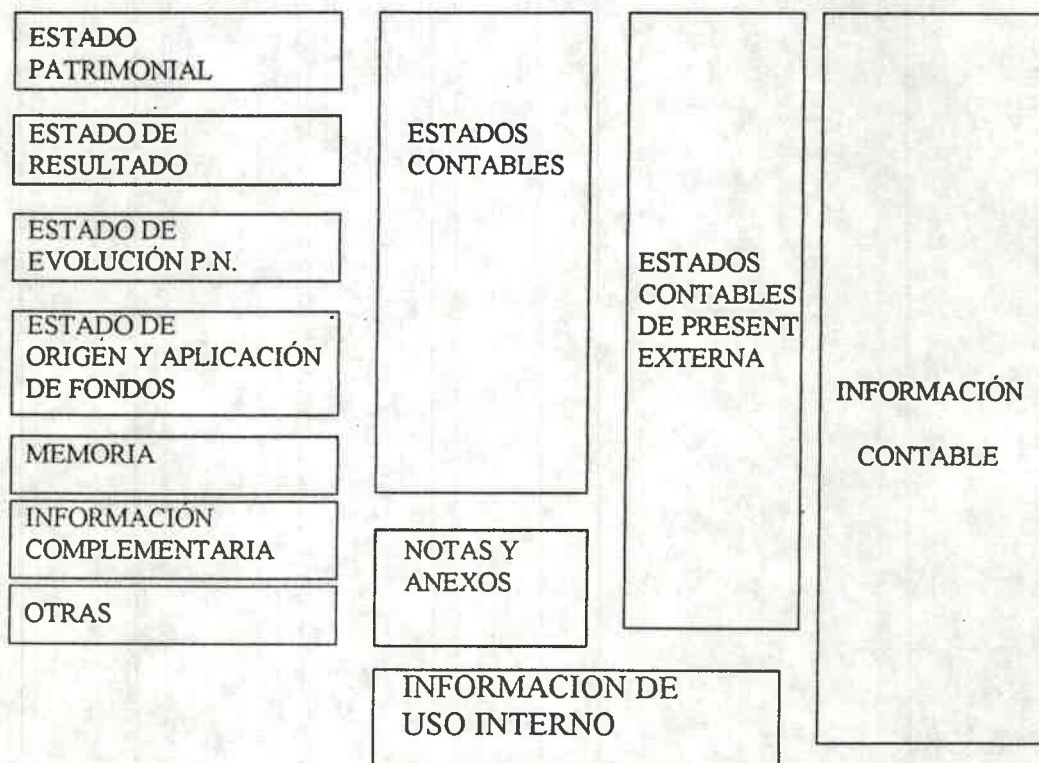 ESTADO
PATRIMONIAL
ESTADO DE
RESULTADO
ESTADO DE
EVOLUCIÓN P.N.
ESTADO DE
ORIGEN Y APLICACIÓN
DE FONDOS
MEMORIA
INFORMACIÓN
COMPLEMENTARIA
OTRAS
ESTADOS
CONTABLES
NOTAS Y
ANEXOS
INFORMACION DE
USO INTERNO
ESTADOS
CONTABLES
DE PRESENT
EXTERNA
INFORMACIÓN
CONTABLE